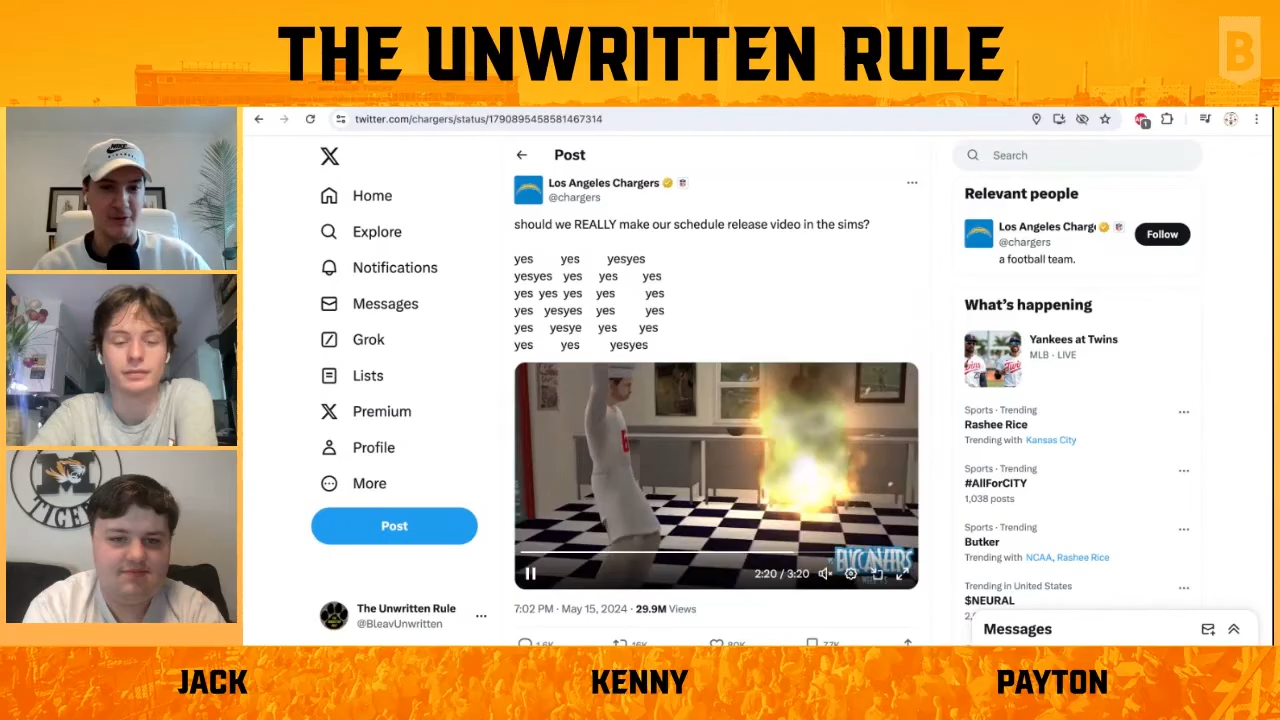 THE UNWRITTEN RULE
B
twitter.com/chargers/status/1790895458581467314
1
Home
Explore
Notifications
Messages
Grok
Lists
Premium
Profile
More
Post
The Unwritten Rule
@BleavUnwritten
Post
Los Angeles Chargers
@chargers
should we REALLY make our schedule release video in the sims?
yes yes yesyes
yesyes yes yes yes
yes yes yes yes yes
yes yesyes yes yes
yes yesye yes yes
yes yes yesyes
BUCCANEERS
2:20 / 3:20
7:02 PM · May 15, 2024 · 29.9M Views
Search
Relevant people
Los Angeles Charg
@chargers
Follow
a football team.
What's happening
Yankees at Twins
MLB · LIVE
Sports · Trending
Rashee Rice
Trending with Kansas City
Sports · Trending
#AllForCITY
1,038 posts
Sports · Trending
Butker
Trending with NCAA, Rashee Rice
Trending in United States
$NEURAL
Messages
M
TIGERS
JACK
KENNY
PAYTON